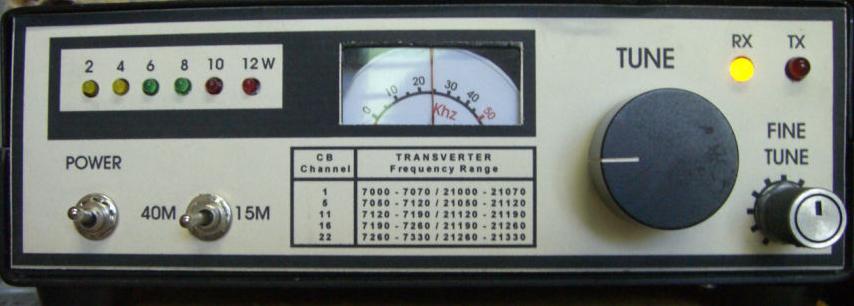 2 4 6 8 10 12W
0 10 20 30 40 50
Khz
TUNE
RX TX
FINE
TUNE
POWER
40M 15M
CB Channel TRANSVERTER Frequency Range
1 7000 - 7070 / 21000 - 21070
5 7050 - 7120 / 21050 - 21120
11 7120 - 7190 / 21120 - 21190
16 7190 - 7260 / 21190 - 21260
22 7260 - 7330 / 21260 - 21330